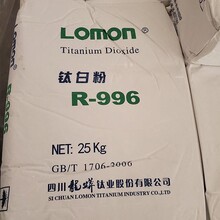 LOMON
Titanium Dioxide
钛白粉
R-996
NET: 25Kg
GB/T 1706-2006
四川龙蟒钛业股份有限公司
SI CHUAN LOMON TITANIUM INDUSTRY CO.,LTD